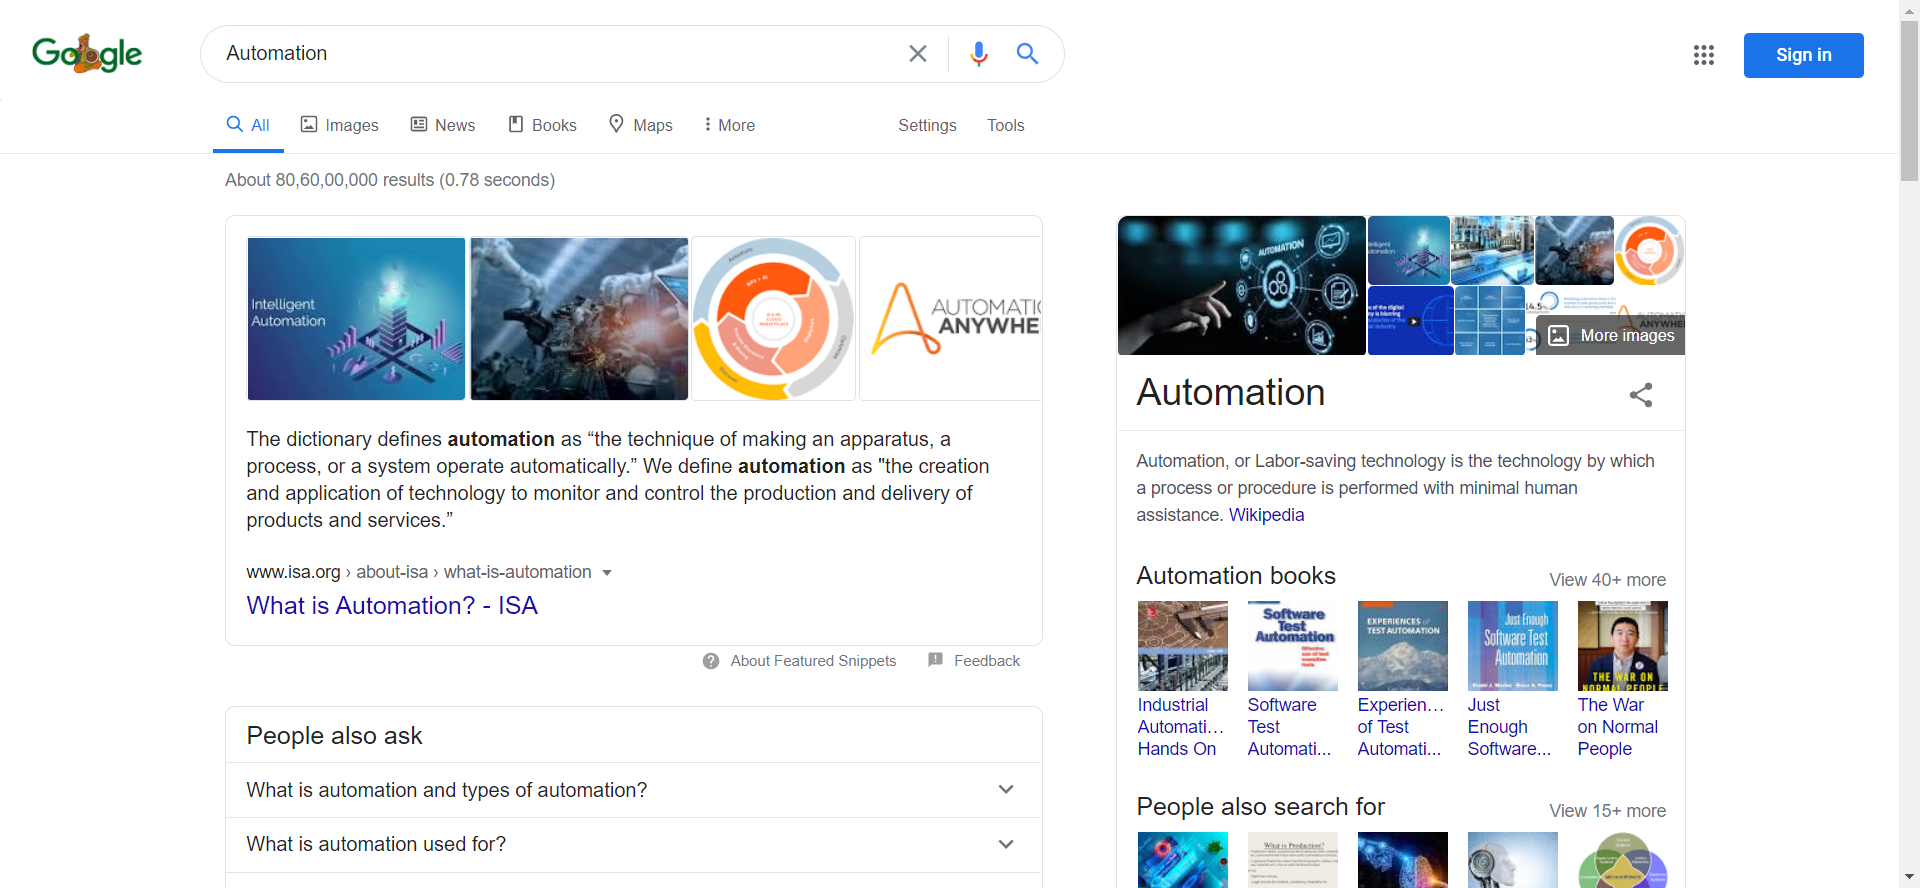 Google
Automation
Sign in
All
Images
News
Books
Maps
More
Settings
Tools
About 80,60,00,000 results (0.78 seconds)
Intelligent
Automation
AUTOMATIC
ANYWHE
The dictionary defines automation as “the technique of making an apparatus, a
process, or a system operate automatically.” We define automation as "the creation
and application of technology to monitor and control the production and delivery of
products and services.”
www.isa.org › about-isa › what-is-automation
What is Automation? - ISA
About Featured Snippets
Feedback
People also ask
What is automation and types of automation?
What is automation used for?
AUTOMATION
More images
Automation
Automation, or Labor-saving technology is the technology by which
a process or procedure is performed with minimal human
assistance. Wikipedia
Automation books
View 40+ more
Software
Test
Automation
EXPERIENCES OF
TEST AUTOMATION
Just Enough
Software Test
Automation
THE WAR ON
NORMAL PEOPLE
Industrial
Automati...
Hands On
Software
Test
Automati...
Experien...
of Test
Automati...
Just
Enough
Software...
The War
on Normal
People
People also search for
View 15+ more
What is Production?